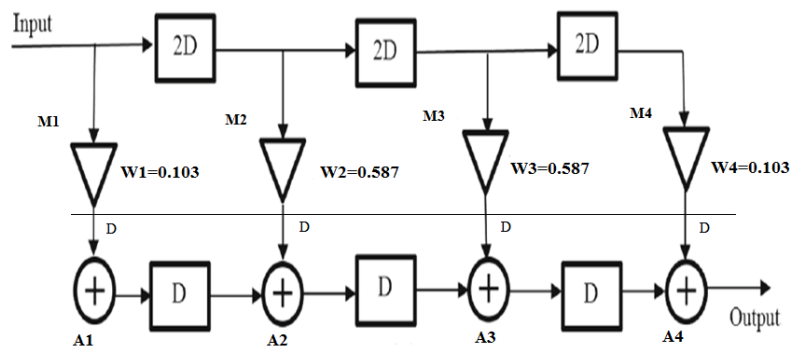 Input
2D
2D
2D
M1
M2
M3
M4
W1=0.103
W2=0.587
W3=0.587
W4=0.103
D
D
D
D
+
D
+
D
+
D
+
Output
A1
A2
A3
A4